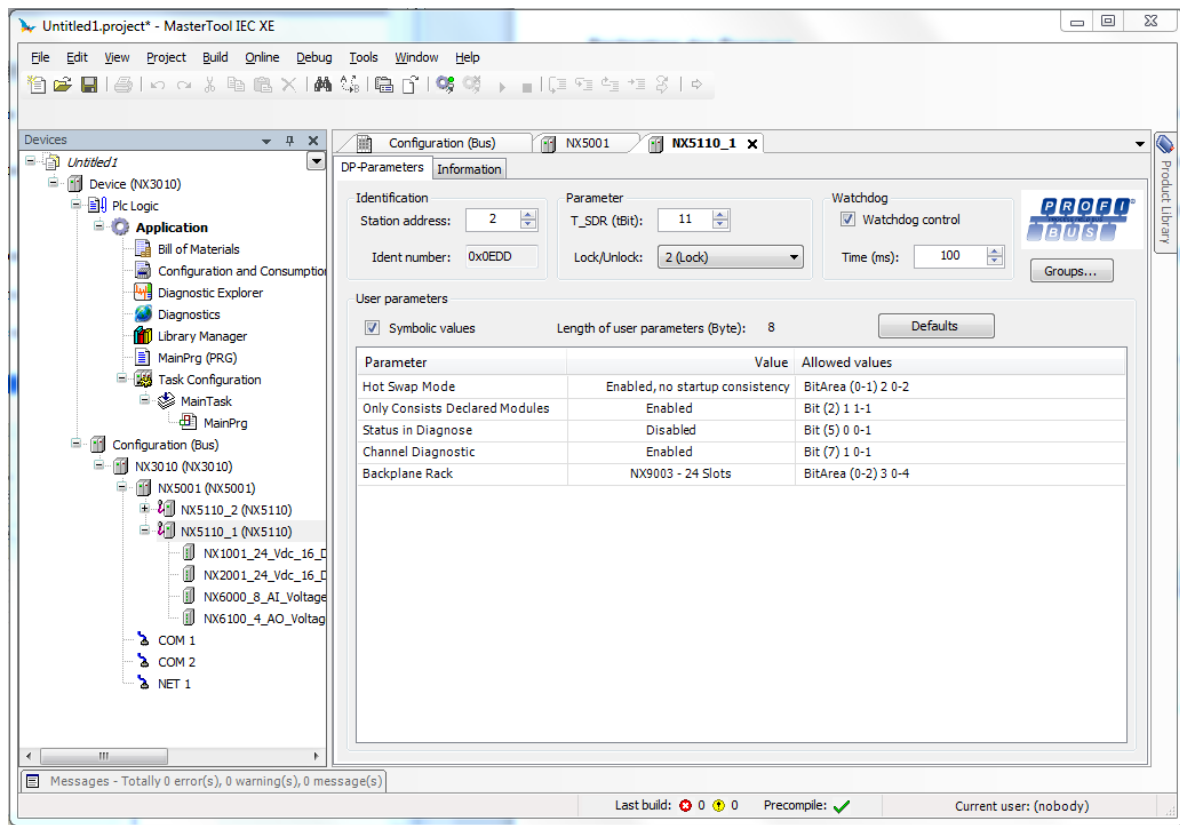 Untitled1.project* - MasterTool IEC XE
File Edit View Project Build Online Debug Tools Window Help
Devices
Untitled1
Device (NX3010)
Plc Logic
Application
Bill of Materials
Configuration and Consumption
Diagnostic Explorer
Diagnostics
Library Manager
MainPrg (PRG)
Task Configuration
MainTask
MainPrg
Configuration (Bus)
NX3010 (NX3010)
NX5001 (NX5001)
NX5110_2 (NX5110)
NX5110_1 (NX5110)
NX1001_24_Vdc_16_D
NX2001_24_Vdc_16_D
NX6000_8_AI_Voltage
NX6100_4_AO_Voltag
COM 1
COM 2
NET 1
Configuration (Bus) NX5001 NX5110_1
DP-Parameters Information
Identification Parameter Watchdog
Station address: 2 T_SDR (tBit): 11 Watchdog control
Ident number: 0x0EDD Lock/Unlock: 2 (Lock) Time (ms): 100
PROFI
BUS
Groups...
User parameters
Symbolic values Length of user parameters (Byte): 8 Defaults
Parameter Value Allowed values
Hot Swap Mode Enabled, no startup consistency BitArea (0-1) 2 0-2
Only Consists Declared Modules Enabled Bit (2) 1 1-1
Status in Diagnose Disabled Bit (5) 0 0-1
Channel Diagnostic Enabled Bit (7) 1 0-1
Backplane Rack NX9003 - 24 Slots BitArea (0-2) 3 0-4
Product Library
Messages - Totally 0 error(s), 0 warning(s), 0 message(s)
Last build: 0 0 Precompile: Current user: (nobody)